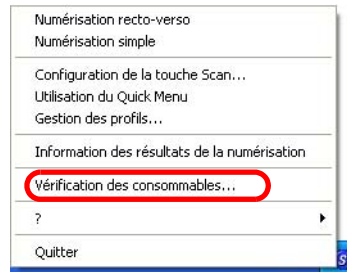 Numérisation recto-verso
Numérisation simple
Configuration de la touche Scan...
Utilisation du Quick Menu
Gestion des profils...
Information des résultats de la numérisation
Vérification des consommables...
?
Quitter
S